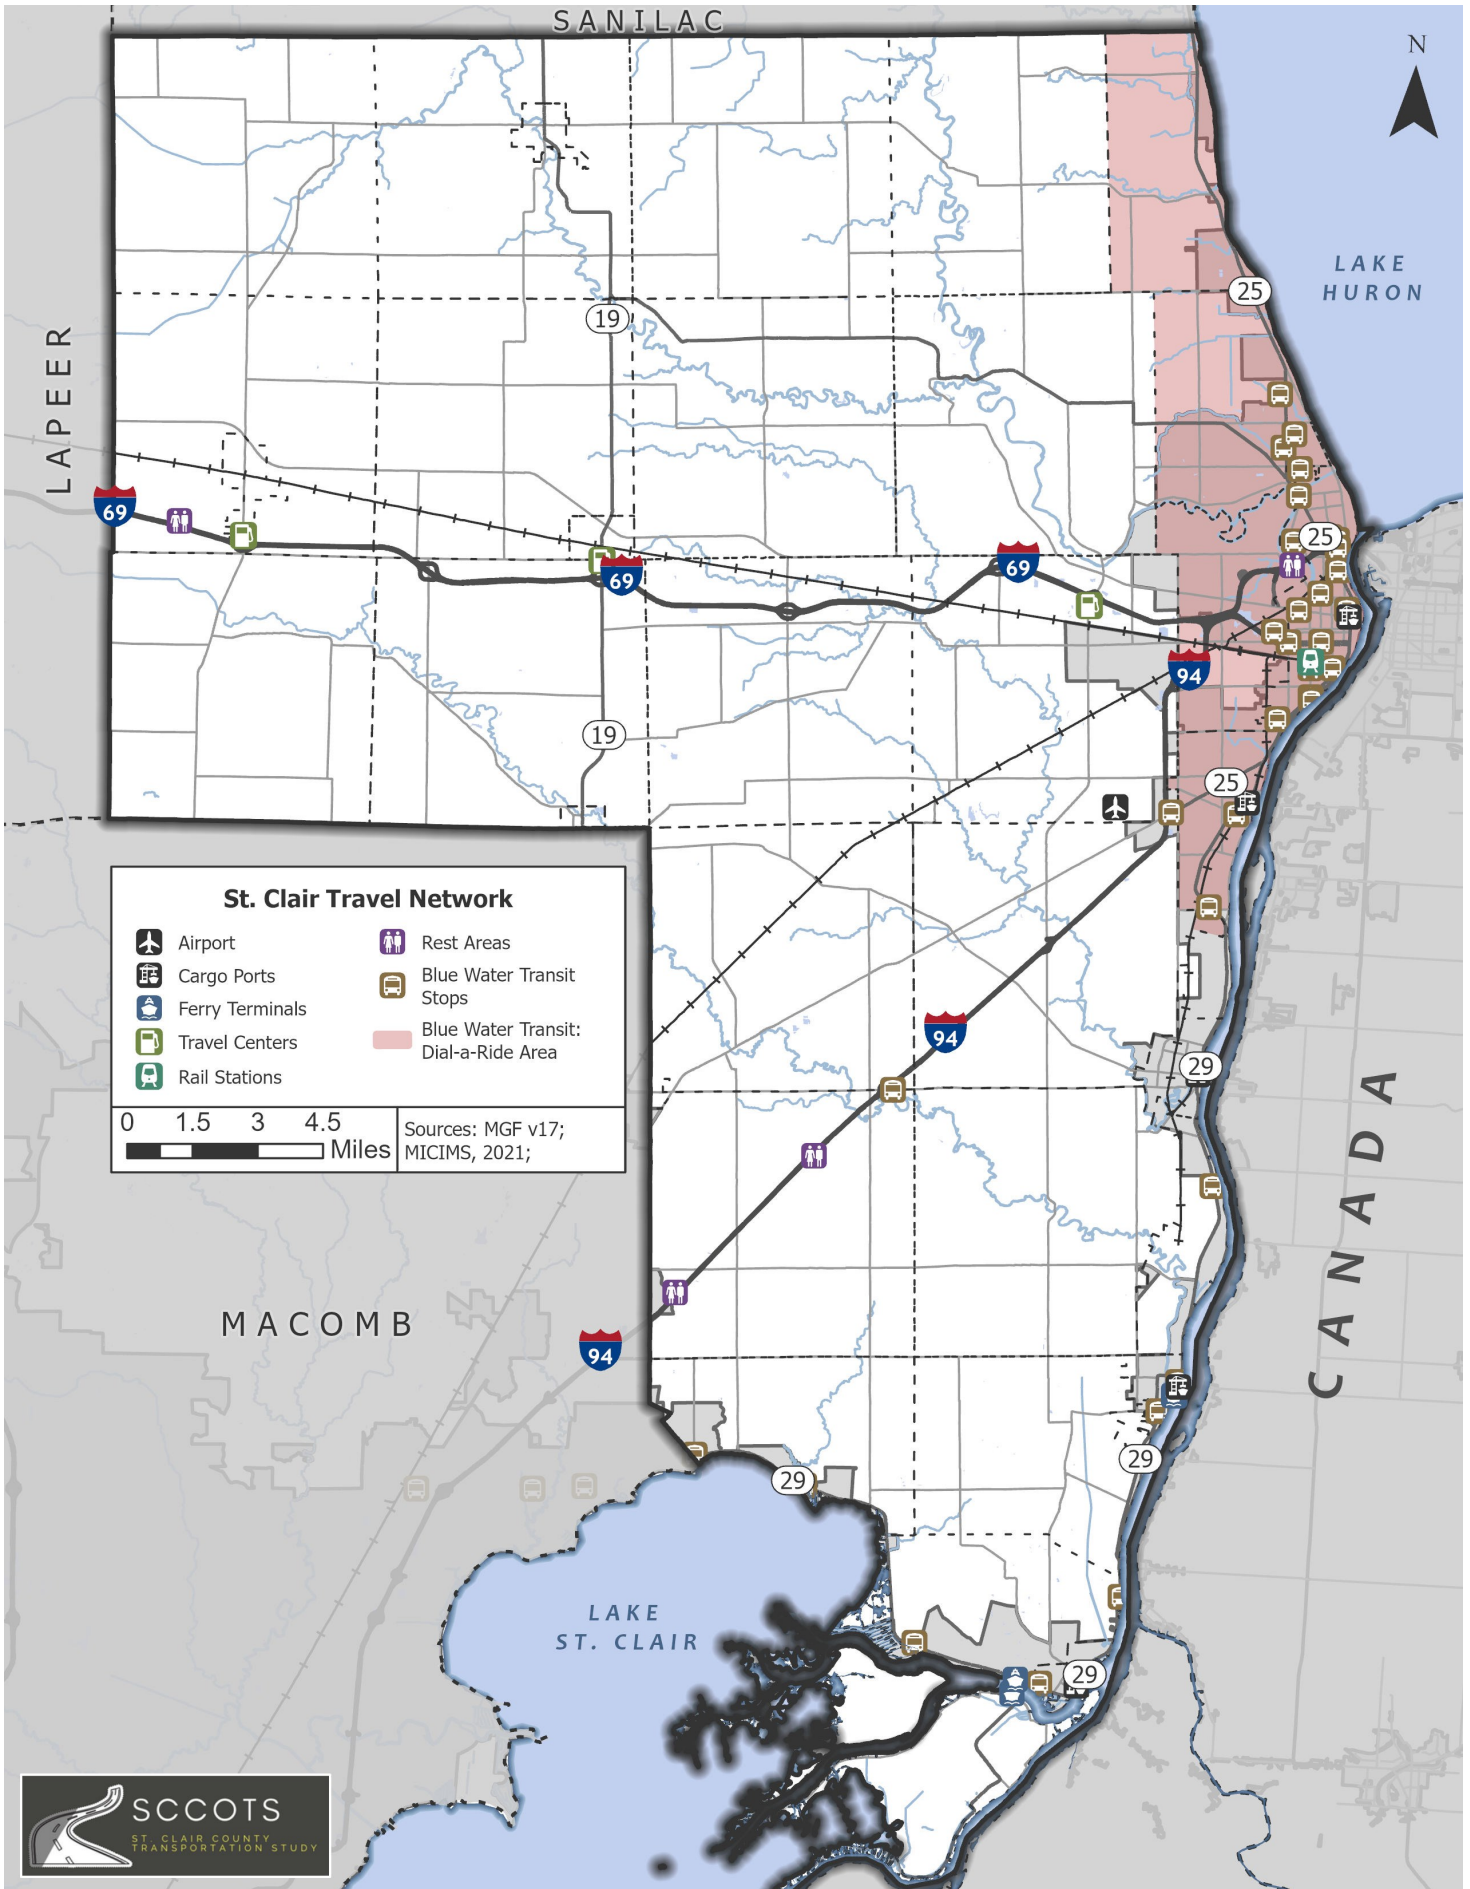 SANILAC
N
LAKE
HURON
25
19
LAPEER
69
25
69
69
94
19
25
St. Clair Travel Network
Airport
Cargo Ports
Ferry Terminals
Travel Centers
Rail Stations
Rest Areas
Blue Water Transit
Stops
Blue Water Transit:
Dial-a-Ride Area
0 1.5 3 4.5
Miles
Sources: MGF v17;
MICIMS, 2021;
94
29
CANADA
MACOMB
94
29
29
LAKE
ST. CLAIR
29
SCCOTS
ST. CLAIR COUNTY
TRANSPORTATION STUDY